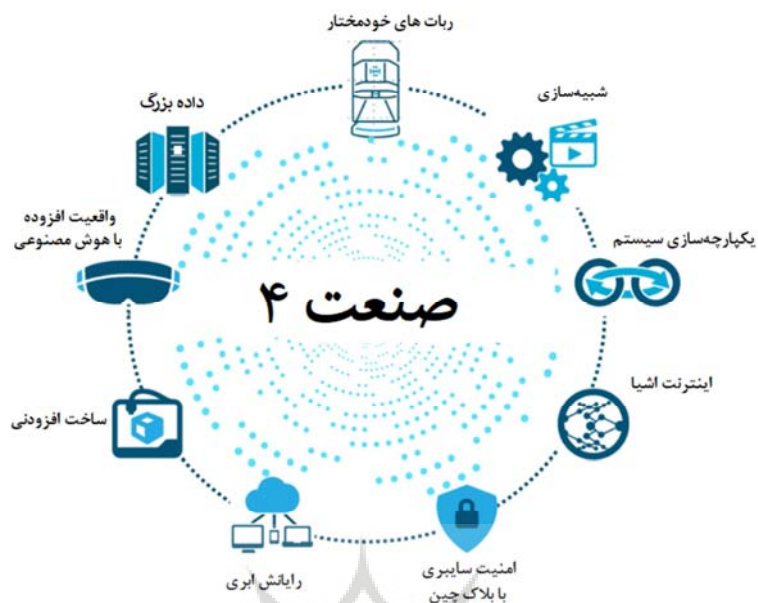 ربات های خودمختار
شبیه‌سازی
داده بزرگ
یکپارچه‌سازی سیستم
واقعیت افزوده
با هوش مصنوعی
صنعت ۴
اینترنت اشیا
ساخت افزودنی
امنیت سایبری
با بلاک چین
رایانش ابری